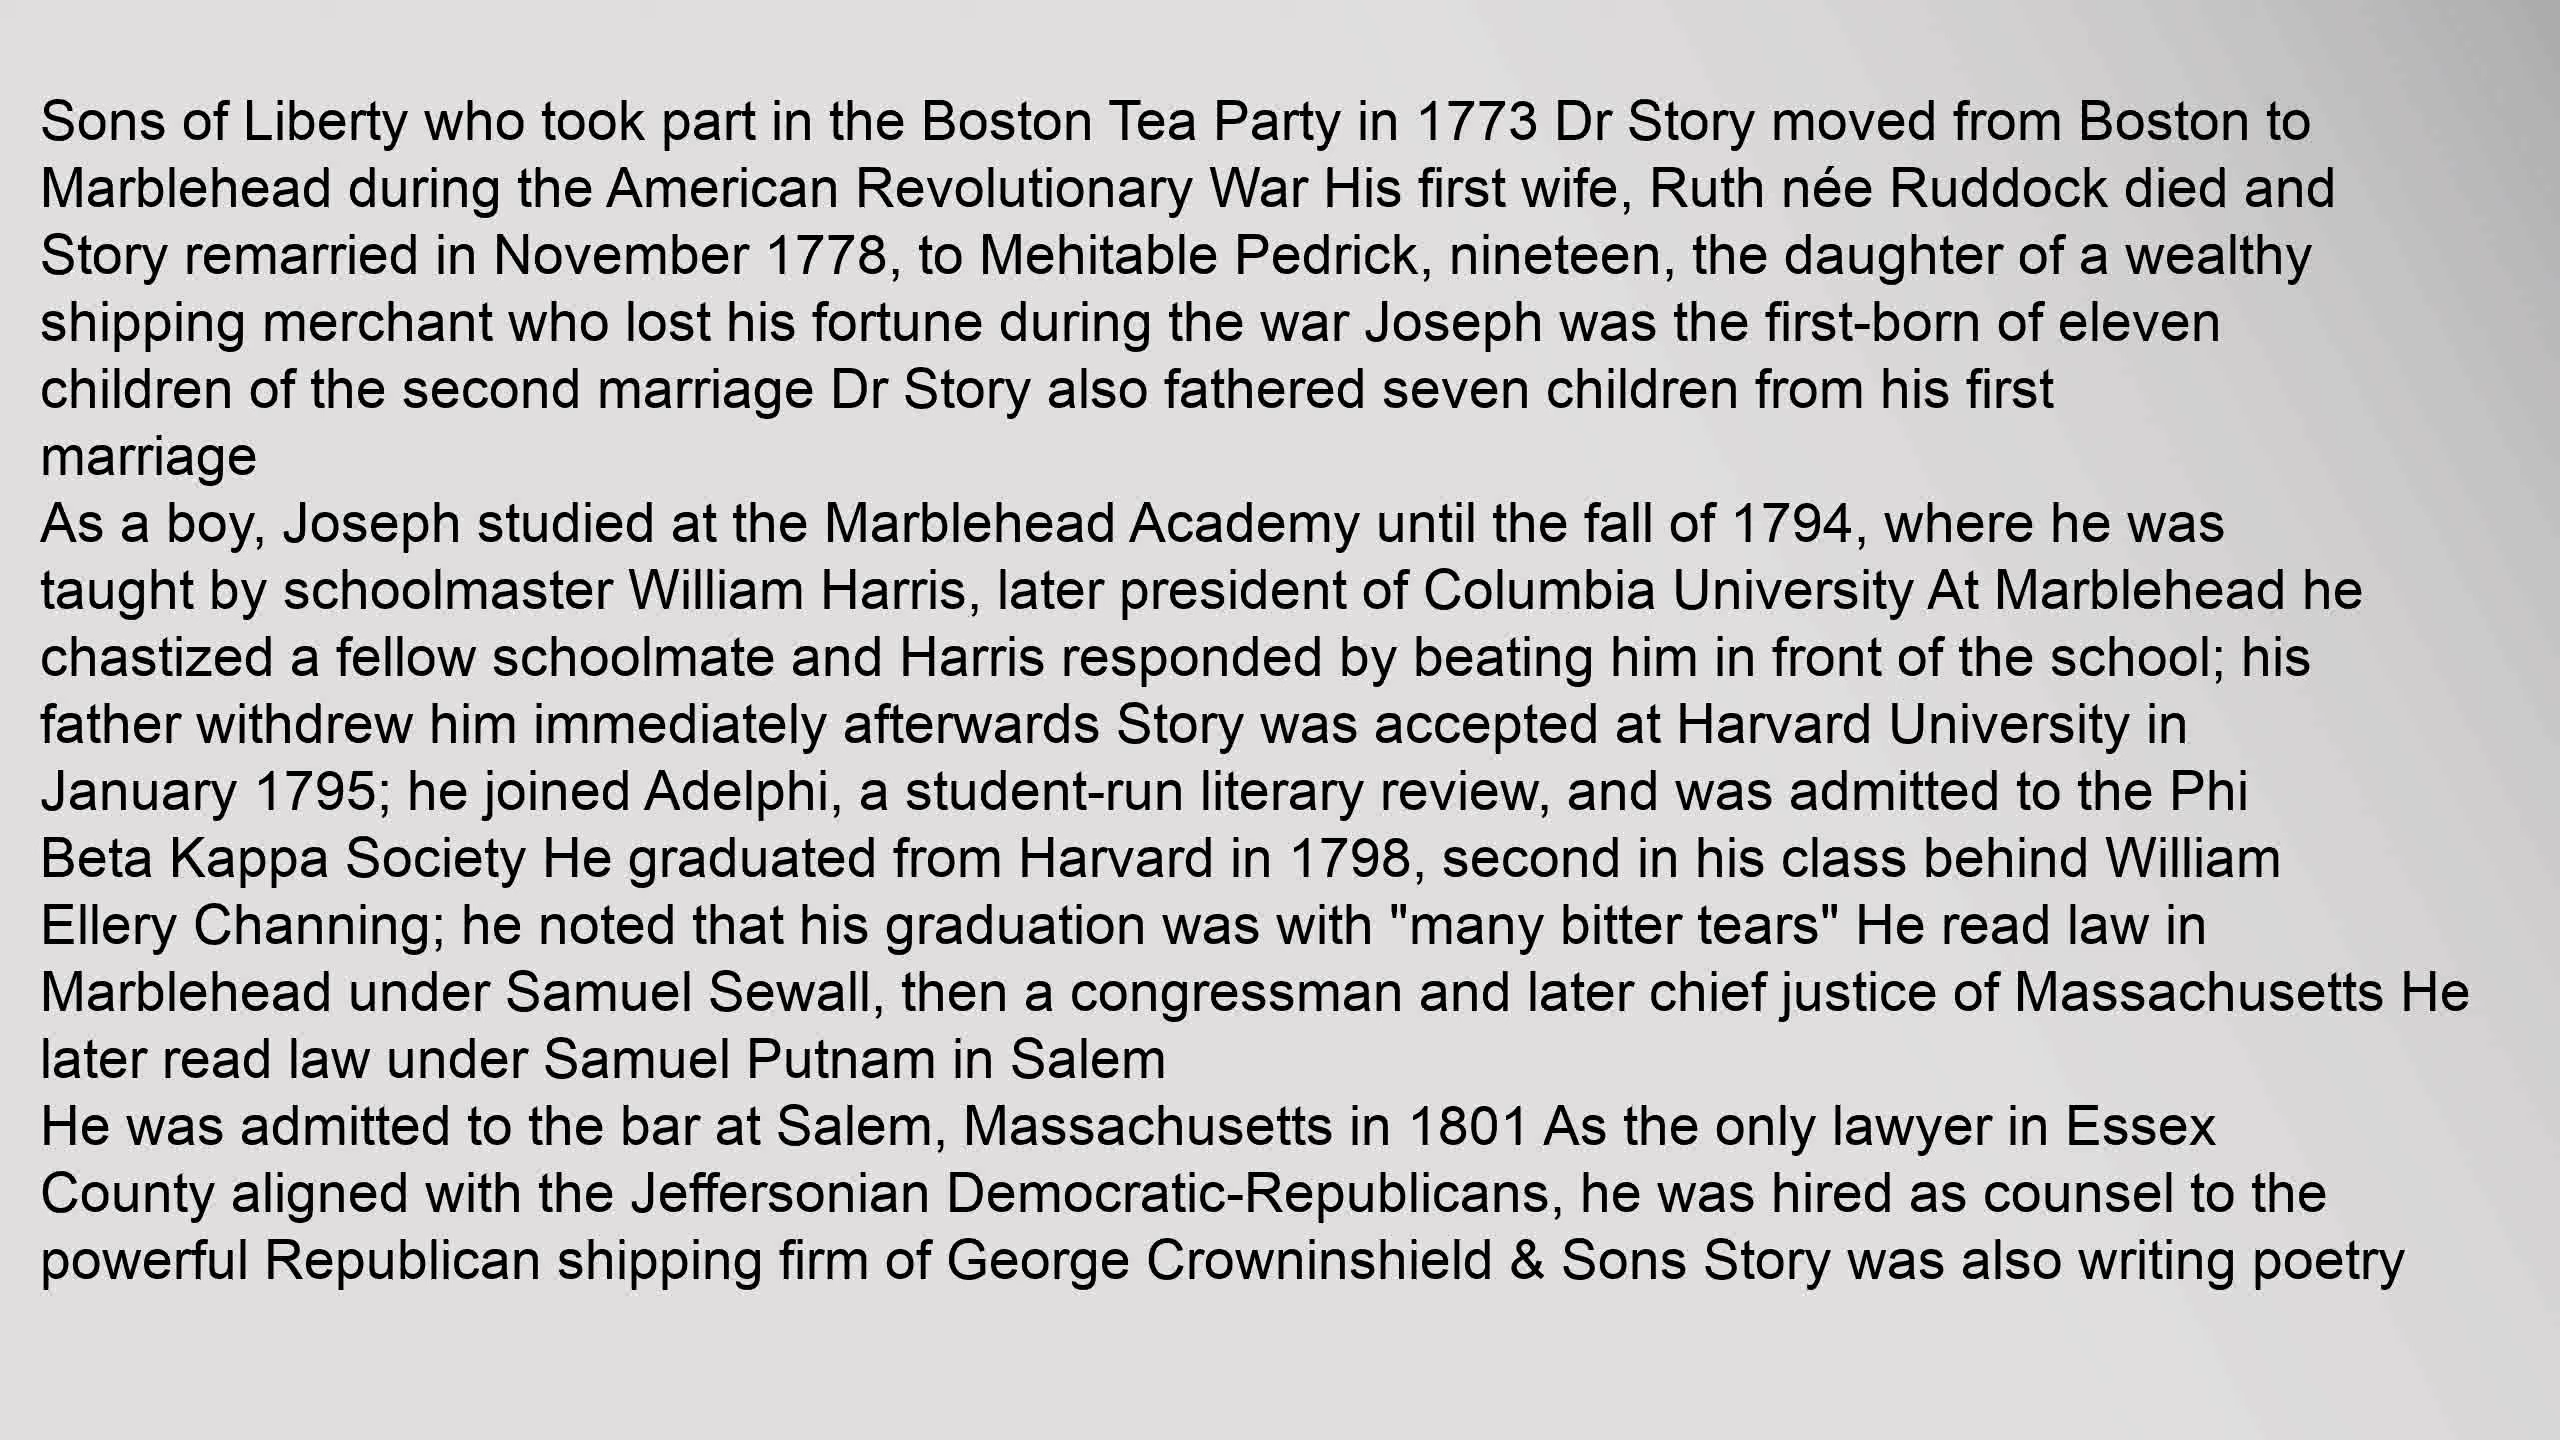 Sons of Liberty who took part in the Boston Tea Party in 1773 Dr Story moved from Boston to
Marblehead during the American Revolutionary War His first wife, Ruth née Ruddock died and
Story remarried in November 1778, to Mehitable Pedrick, nineteen, the daughter of a wealthy
shipping merchant who lost his fortune during the war Joseph was the first-born of eleven
children of the second marriage Dr Story also fathered seven children from his first
marriage
As a boy, Joseph studied at the Marblehead Academy until the fall of 1794, where he was
taught by schoolmaster William Harris, later president of Columbia University At Marblehead he
chastized a fellow schoolmate and Harris responded by beating him in front of the school; his
father withdrew him immediately afterwards Story was accepted at Harvard University in
January 1795; he joined Adelphi, a student-run literary review, and was admitted to the Phi
Beta Kappa Society He graduated from Harvard in 1798, second in his class behind William
Ellery Channing; he noted that his graduation was with "many bitter tears" He read law in
Marblehead under Samuel Sewall, then a congressman and later chief justice of Massachusetts He
later read law under Samuel Putnam in Salem
He was admitted to the bar at Salem, Massachusetts in 1801 As the only lawyer in Essex
County aligned with the Jeffersonian Democratic-Republicans, he was hired as counsel to the
powerful Republican shipping firm of George Crowninshield & Sons Story was also writing poetry